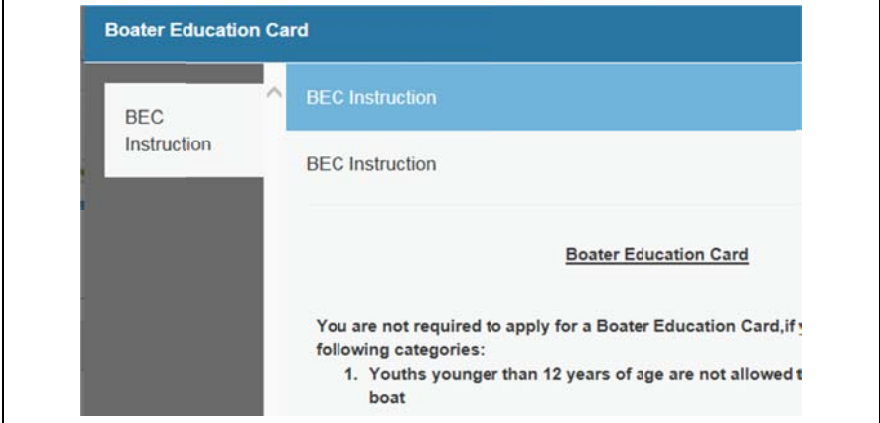 Boater Education Card
BEC
Instruction
BEC Instruction
BEC Instruction
Boater Education Card
You are not required to apply for a Boater Education Card,if
following categories:
1. Youths younger than 12 years of age are not allowed
boat